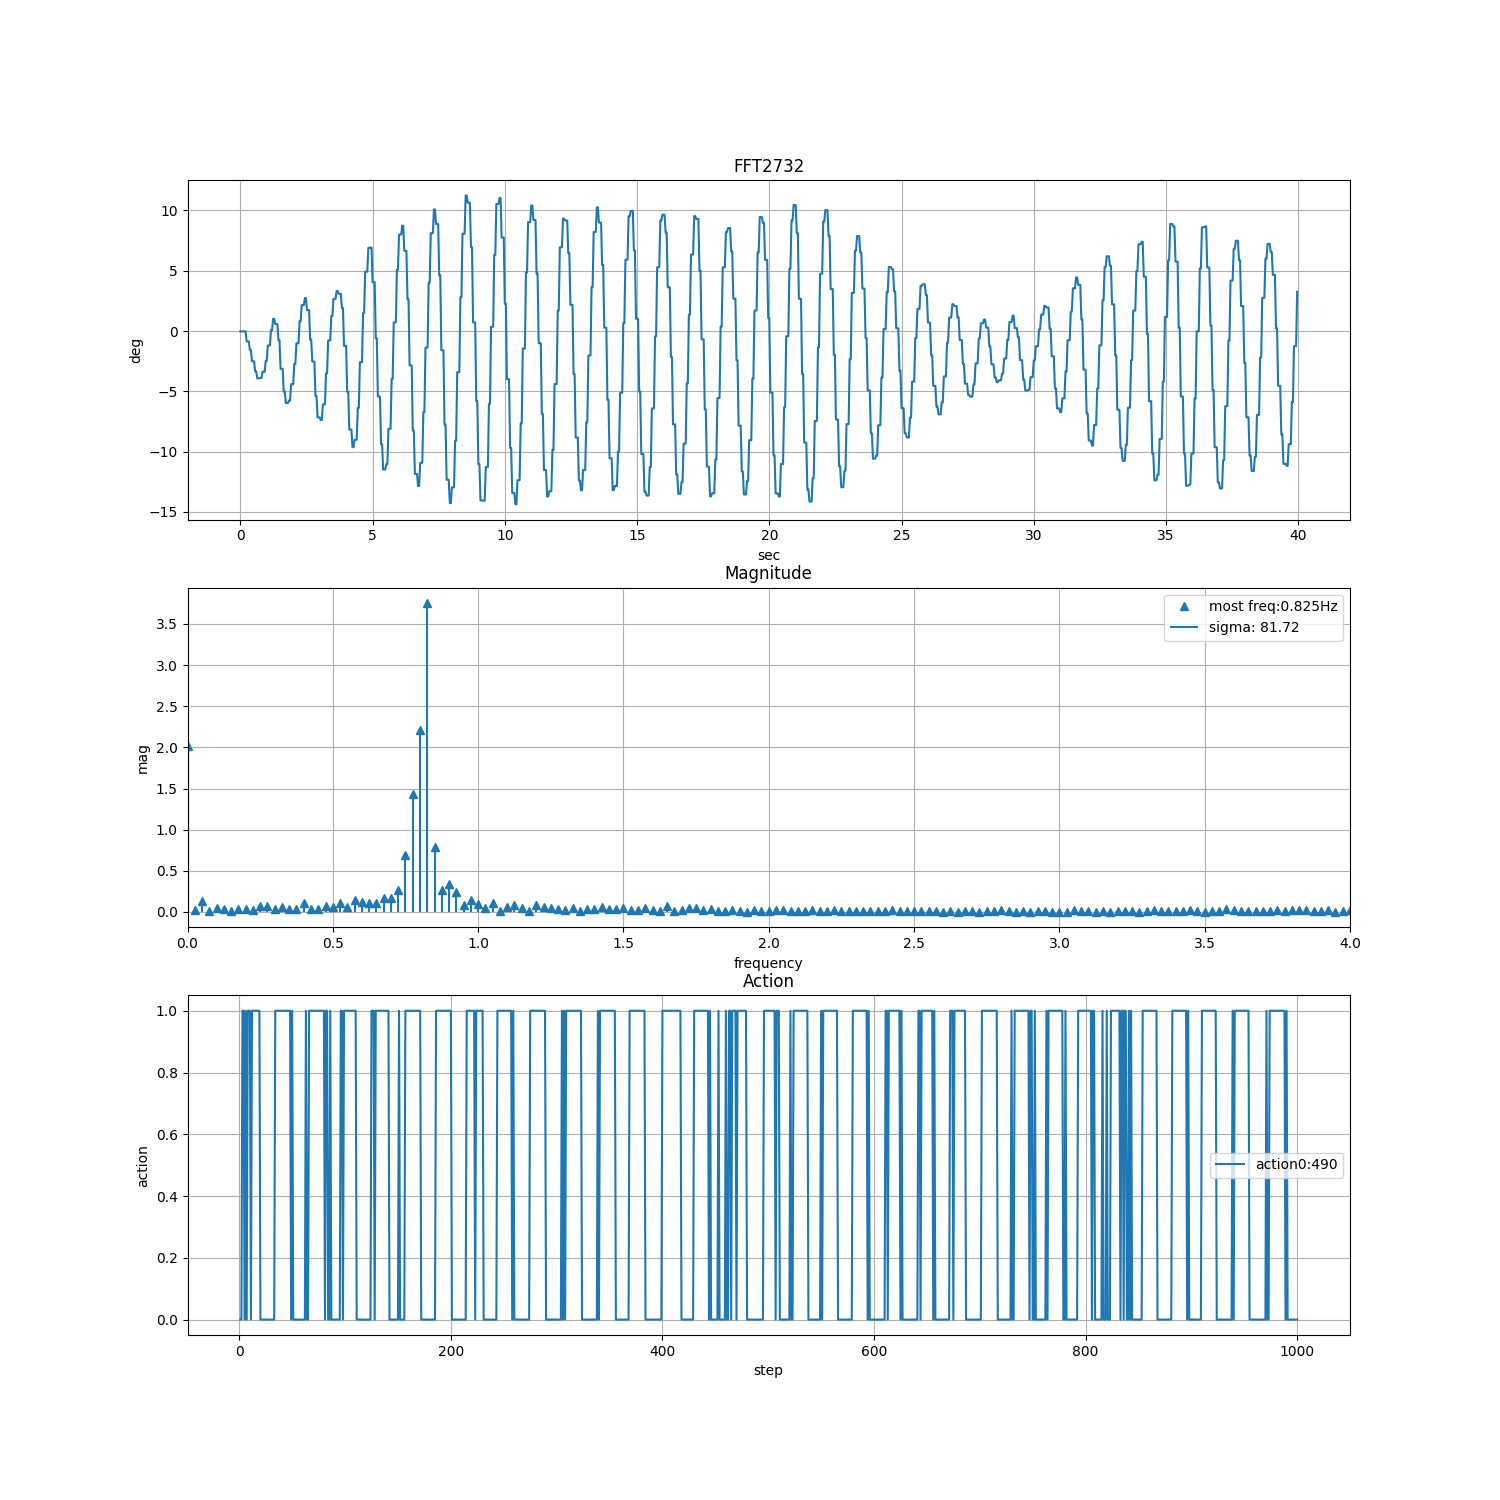 FFT2732
10
5
0
−5
−10
−15
deg
0 5 10 15 20 25 30 35 40
sec
Magnitude
most freq:0.825Hz
sigma: 81.72
3.5
3.0
2.5
2.0
1.5
1.0
0.5
0.0
mag
0.0 0.5 1.0 1.5 2.0 2.5 3.0 3.5 4.0
frequency
Action
1.0
0.8
0.6
0.4
0.2
0.0
action
action0:490
0 200 400 600 800 1000
step